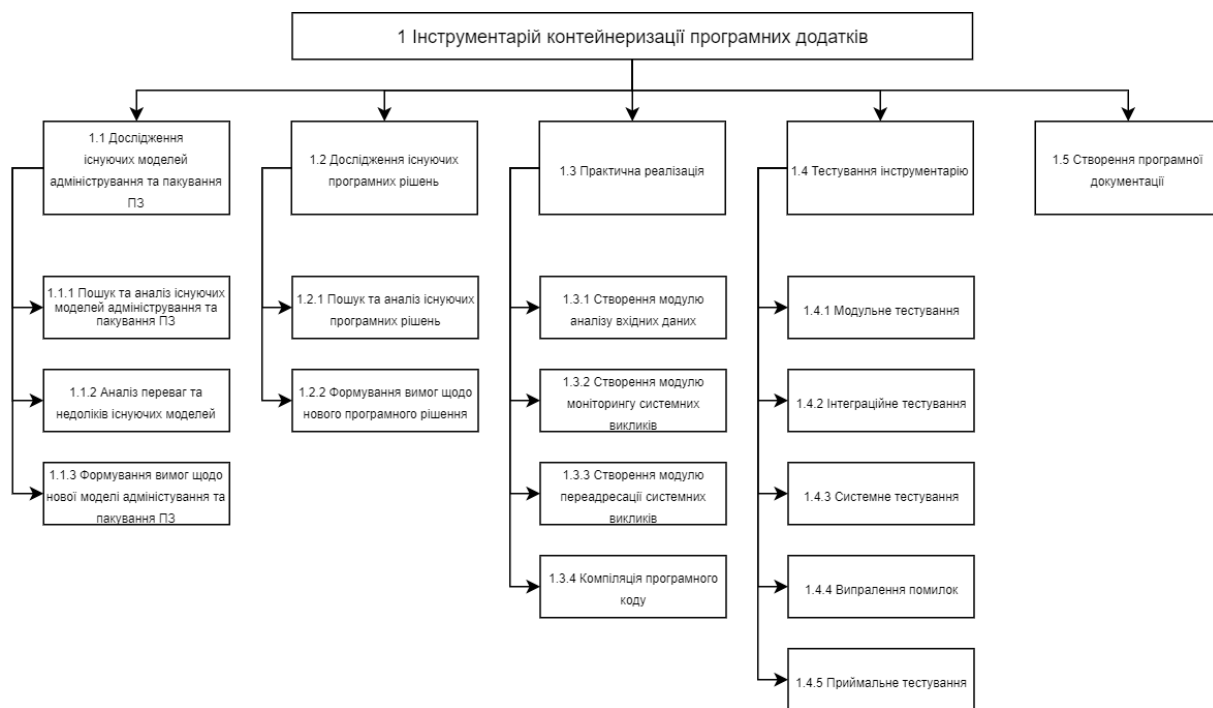 1 Інструментарій контейнеризації програмних додатків
1.1 Дослідження
існуючих моделей
адміністрування та пакування
ПЗ
1.2 Дослідження існуючих
програмних рішень
1.3 Практична реалізація
1.4 Тестування інструментарію
1.5 Створення програмної
документації
1.1.1 Пошук та аналіз існуючих
моделей адміністрування та
пакування ПЗ
1.2.1 Пошук та аналіз існуючих
програмних рішень
1.3.1 Створення модулю
аналізу вхідних даних
1.4.1 Модульне тестування
1.1.2 Аналіз переваг та
недоліків існуючих моделей
1.2.2 Формування вимог щодо
нового програмного рішення
1.3.2 Створення модулю
моніторингу системних
викликів
1.4.2 Інтеграційне тестування
1.1.3 Формування вимог щодо
нової моделі адміністування та
пакування ПЗ
1.3.3 Створення модулю
переадресації системних
викликів
1.4.3 Системне тестування
1.3.4 Компіляція програмного
коду
1.4.4 Випралення помилок
1.4.5 Приймальне тестування